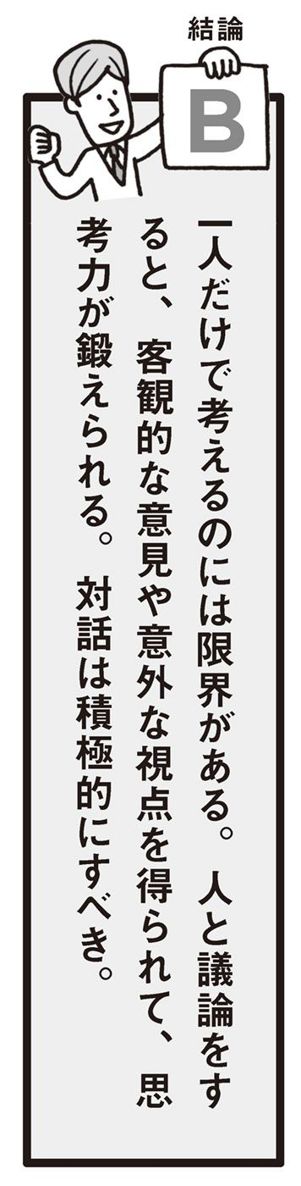 結論
B
一人だけで考えるのには限界がある。人と議論をす
ると、客観的な意見や意外な視点を得られて、思
考力が鍛えられる。対話は積極的にすべき。